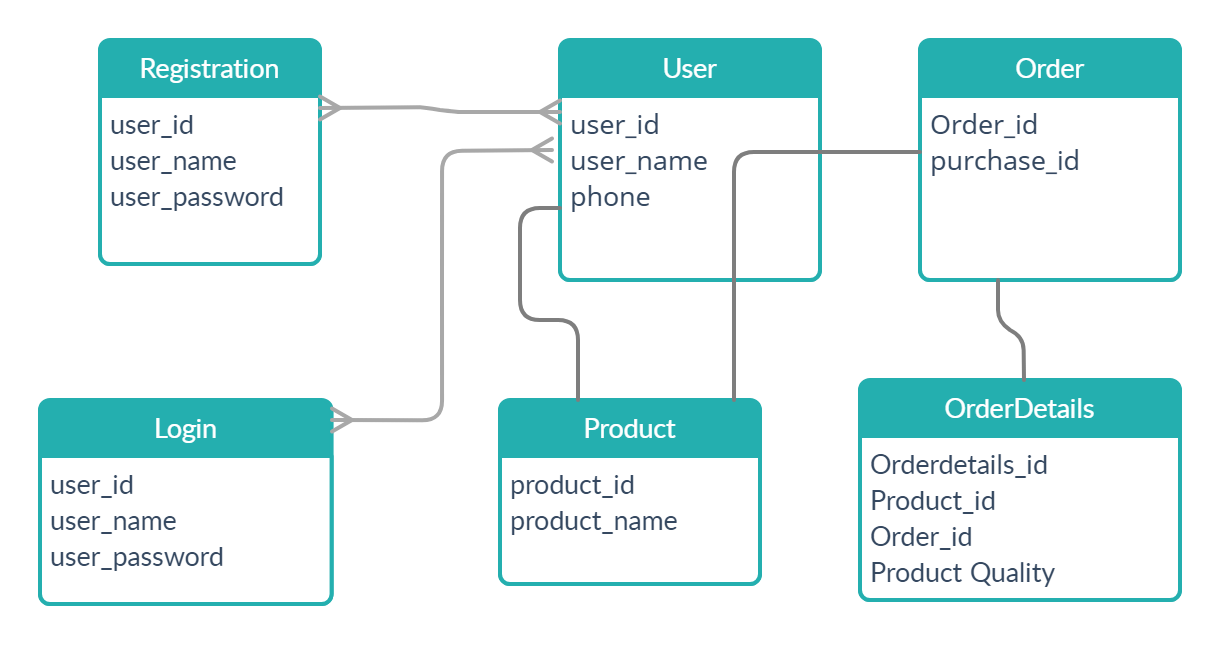 Registration
user_id
user_name
user_password
User
user_id
user_name
phone
Order
Order_id
purchase_id
Login
user_id
user_name
user_password
Product
product_id
product_name
OrderDetails
Orderdetails_id
Product_id
Order_id
Product Quality